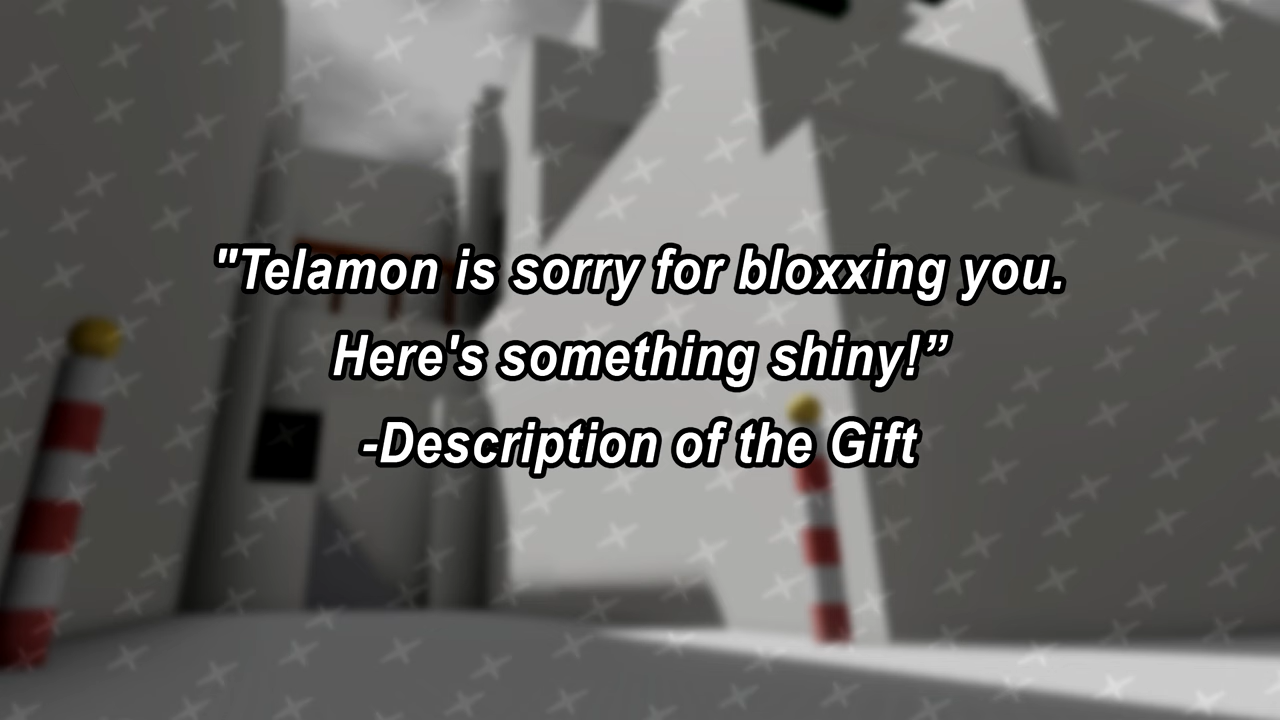 "Telamon is sorry for bloxxing you.
Here's something shiny!”
-Description of the Gift